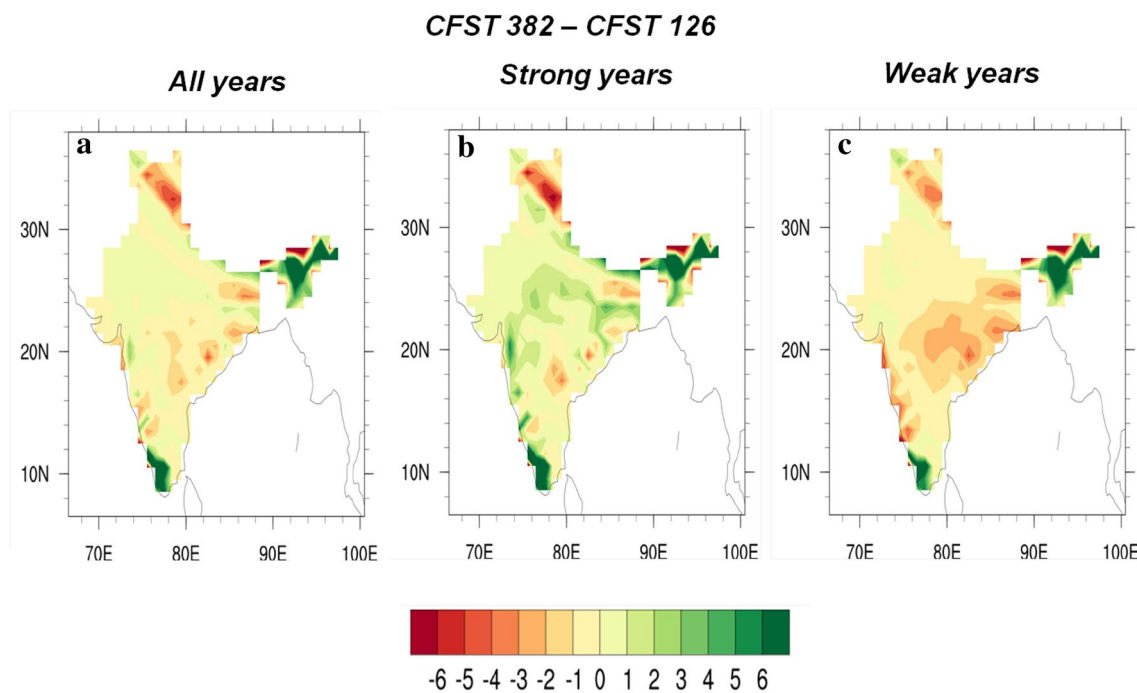 CFST 382 – CFST 126
All years
Strong years
Weak years
a
b
c
30N
20N
10N
70E 80E 90E 100E
30N
20N
10N
70E 80E 90E 100E
30N
20N
10N
70E 80E 90E 100E
-6 -5 -4 -3 -2 -1 0 1 2 3 4 5 6